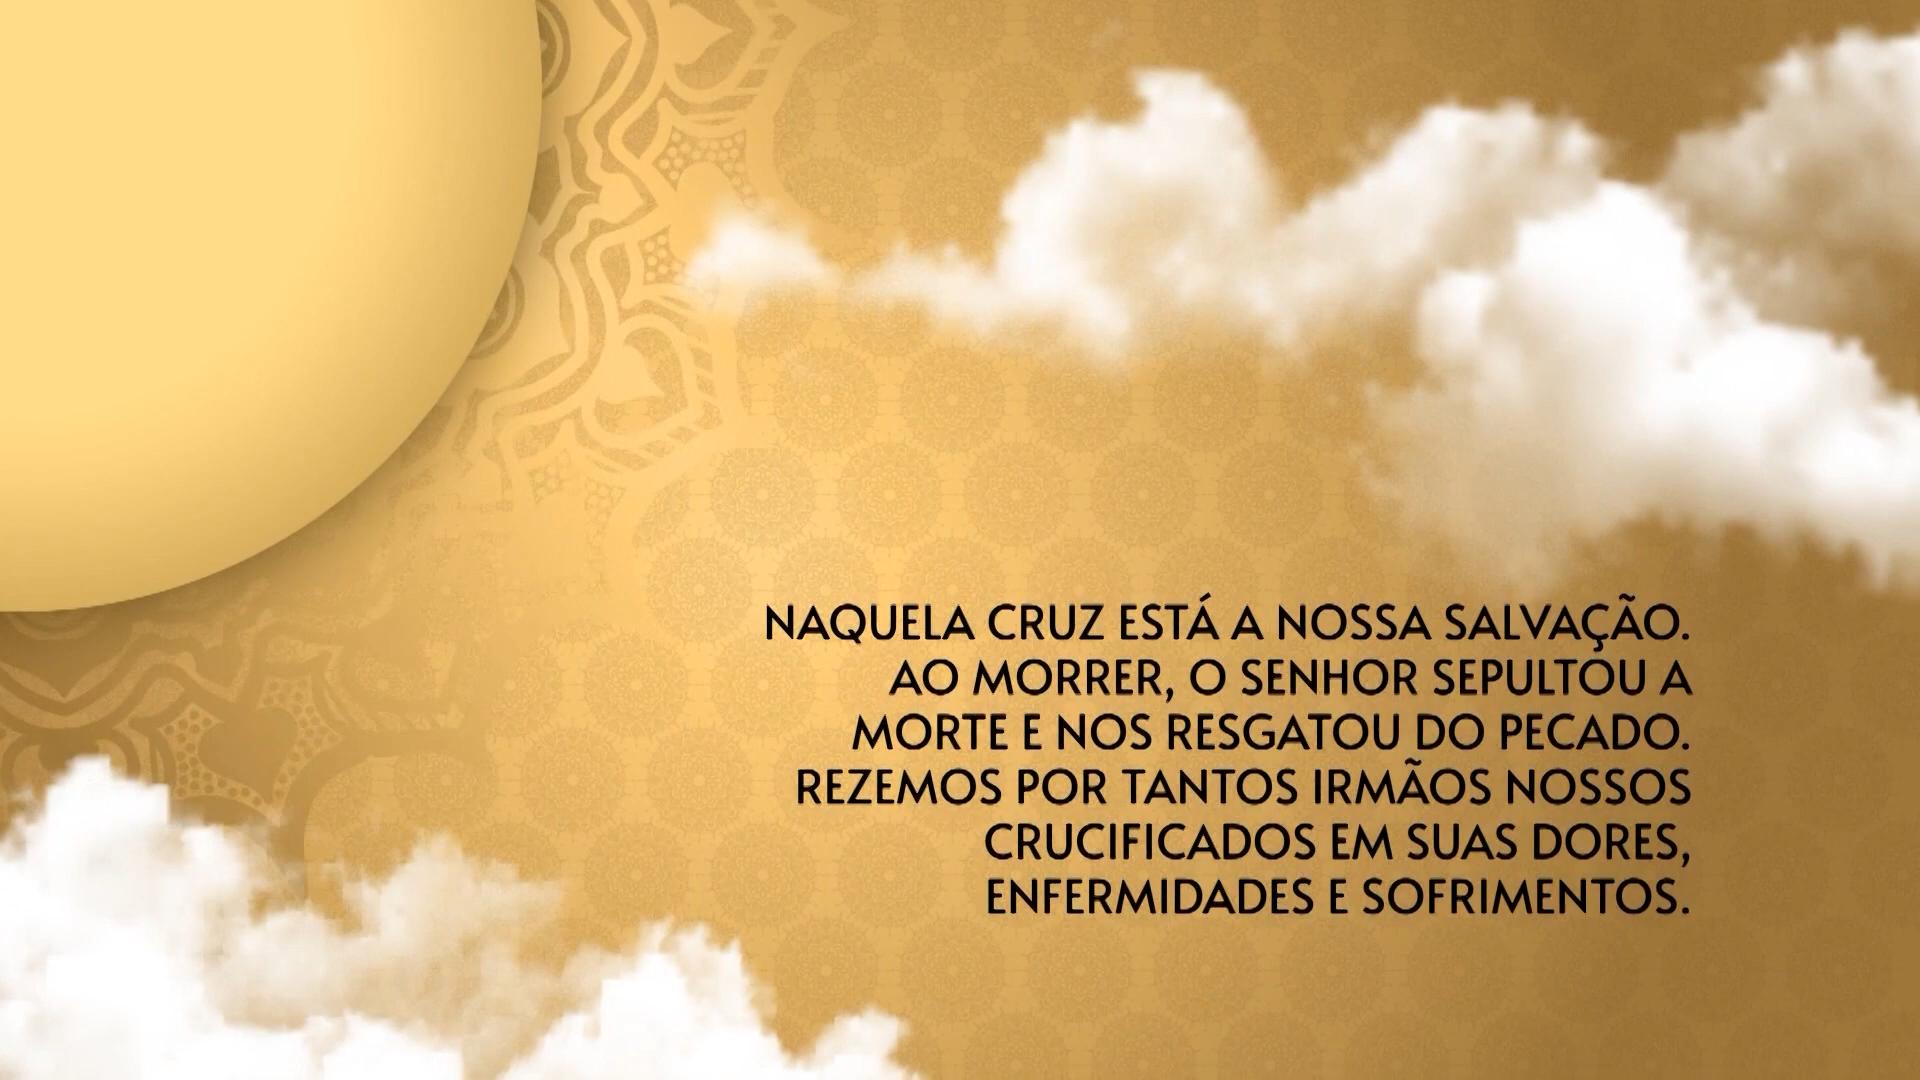 NAQUELA CRUZ ESTÁ A NOSSA SALVAÇÃO.
AO MORRER, O SENHOR SEPULTOU A
MORTE E NOS RESGATOU DO PECADO.
REZEMOS POR TANTOS IRMÃOS NOSSOS
CRUCIFICADOS EM SUAS DORES,
ENFERMIDADES E SOFRIMENTOS.